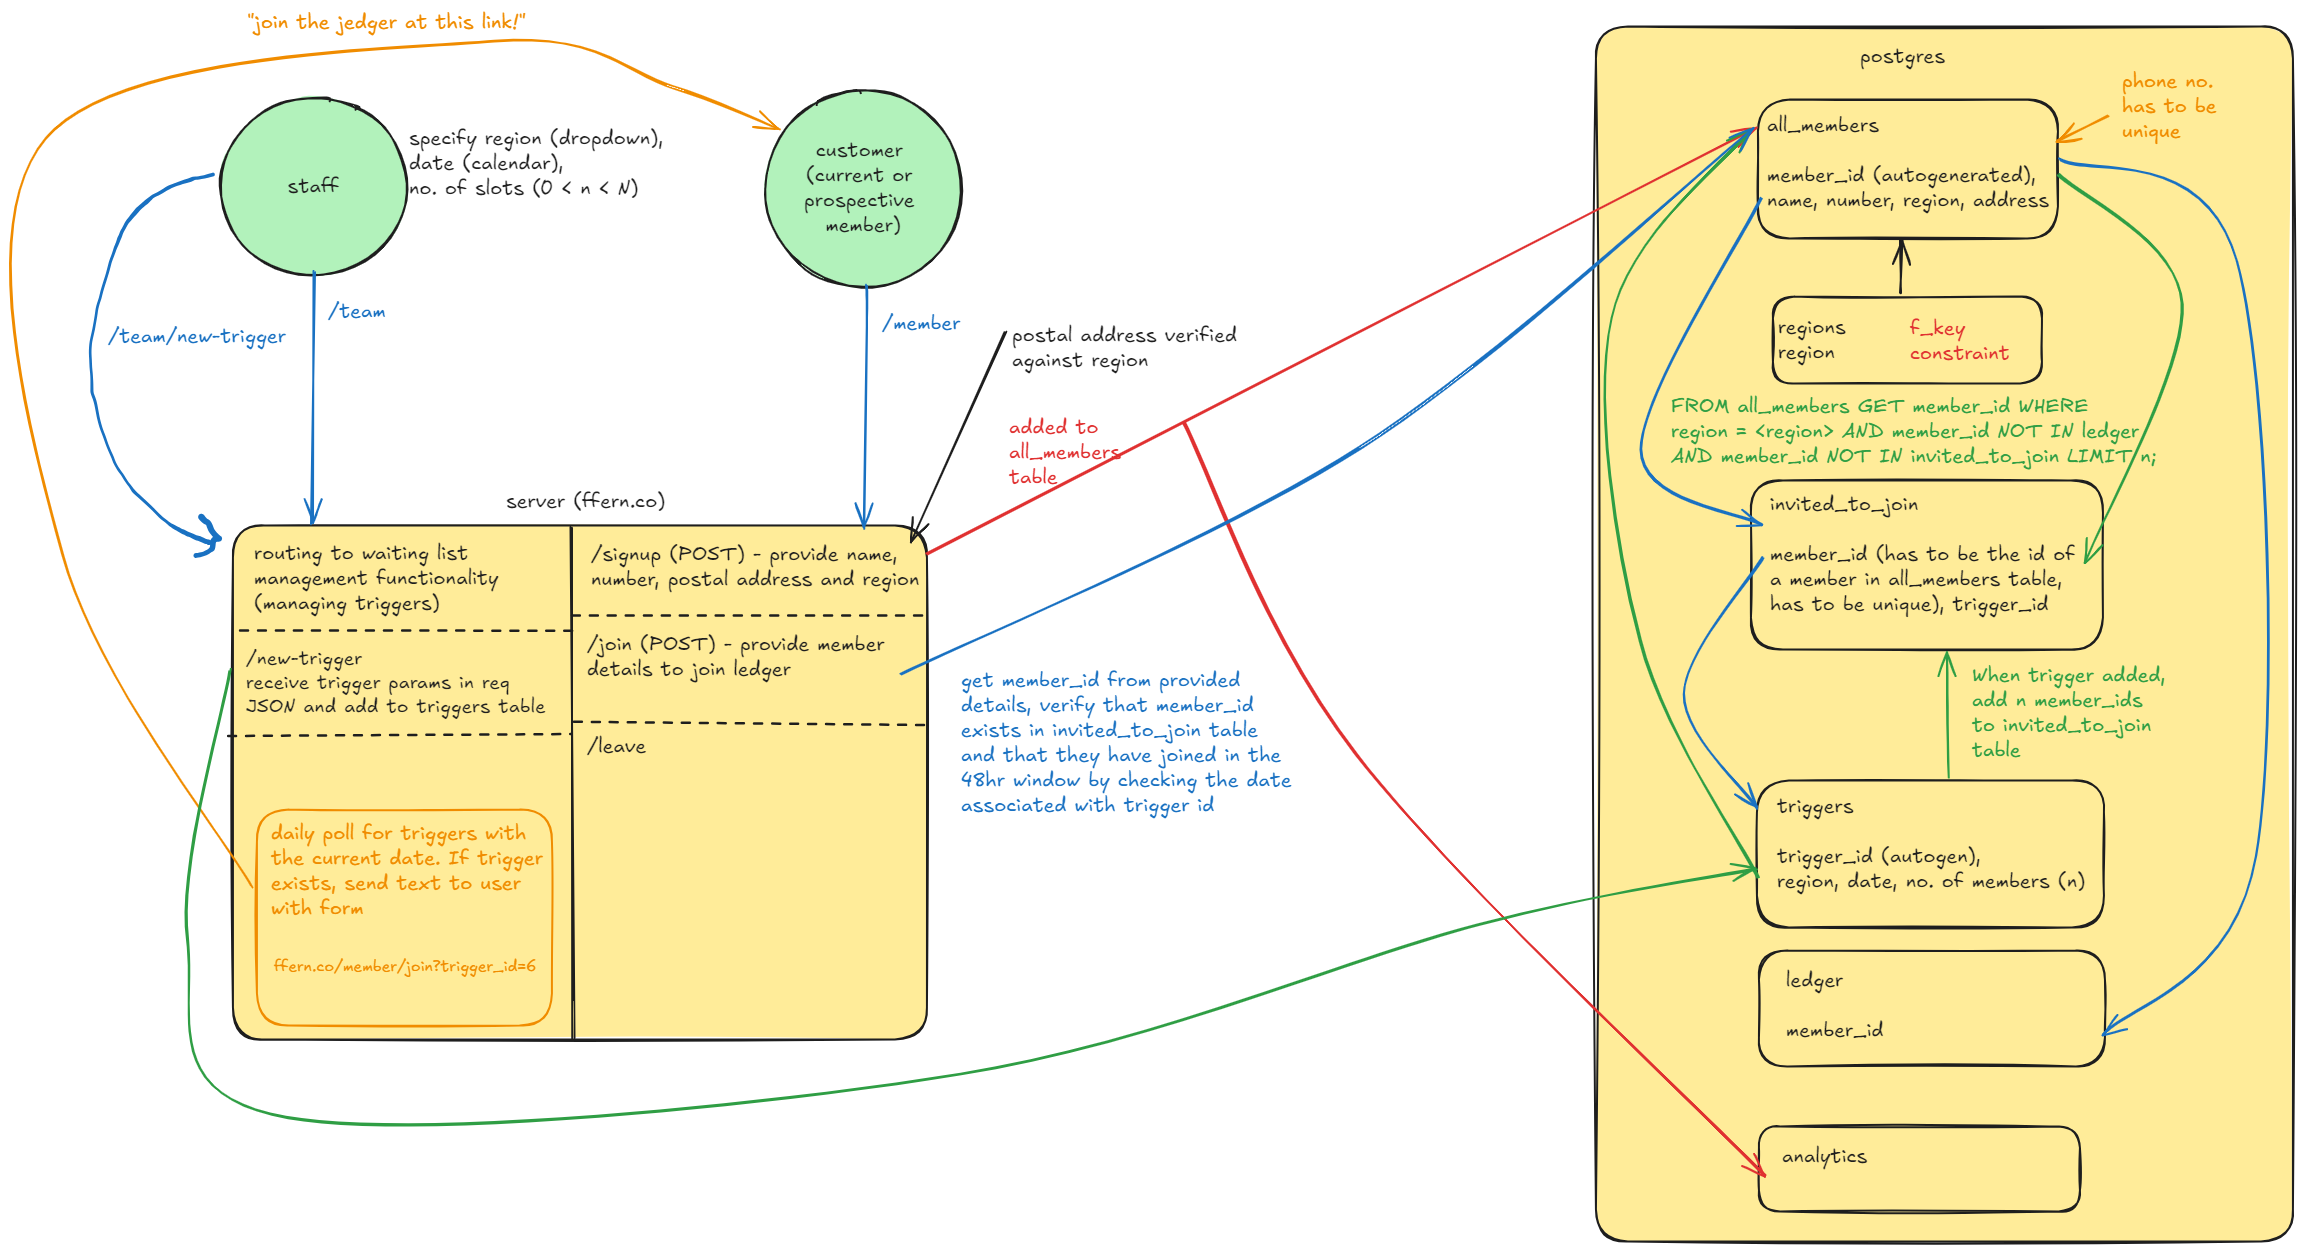 "join the jedger at this link!"
staff
specify region (dropdown),
date (calendar),
no. of slots (0 < n < N)
customer
(current or
prospective
member)
/team/new-trigger
/team
/member
postal address verified
against region
added to
all_members
table
server (ffern.co)
routing to waiting list
management functionality
(managing triggers)
/new-trigger
receive trigger params in req
JSON and add to triggers table
daily poll for triggers with
the current date. If trigger
exists, send text to user
with form
ffern.co/member/join?trigger_id=6
/signup (POST) - provide name,
number, postal address and region
/join (POST) - provide member
details to join ledger
/leave
get member_id from provided
details, verify that member_id
exists in invited_to_join table
and that they have joined in the
48hr window by checking the date
associated with trigger id
postgres
phone no.
has to be
unique
all_members
member_id (autogenerated),
name, number, region, address
regions
region
f_key
constraint
FROM all_members GET member_id WHERE
region = <region> AND member_id NOT IN ledger
AND member_id NOT IN invited_to_join LIMIT n;
invited_to_join
member_id (has to be the id of
a member in all_members table,
has to be unique), trigger_id
When trigger added,
add n member_ids
to invited_to_join
table
triggers
trigger_id (autogen),
region, date, no. of members (n)
ledger
member_id
analytics